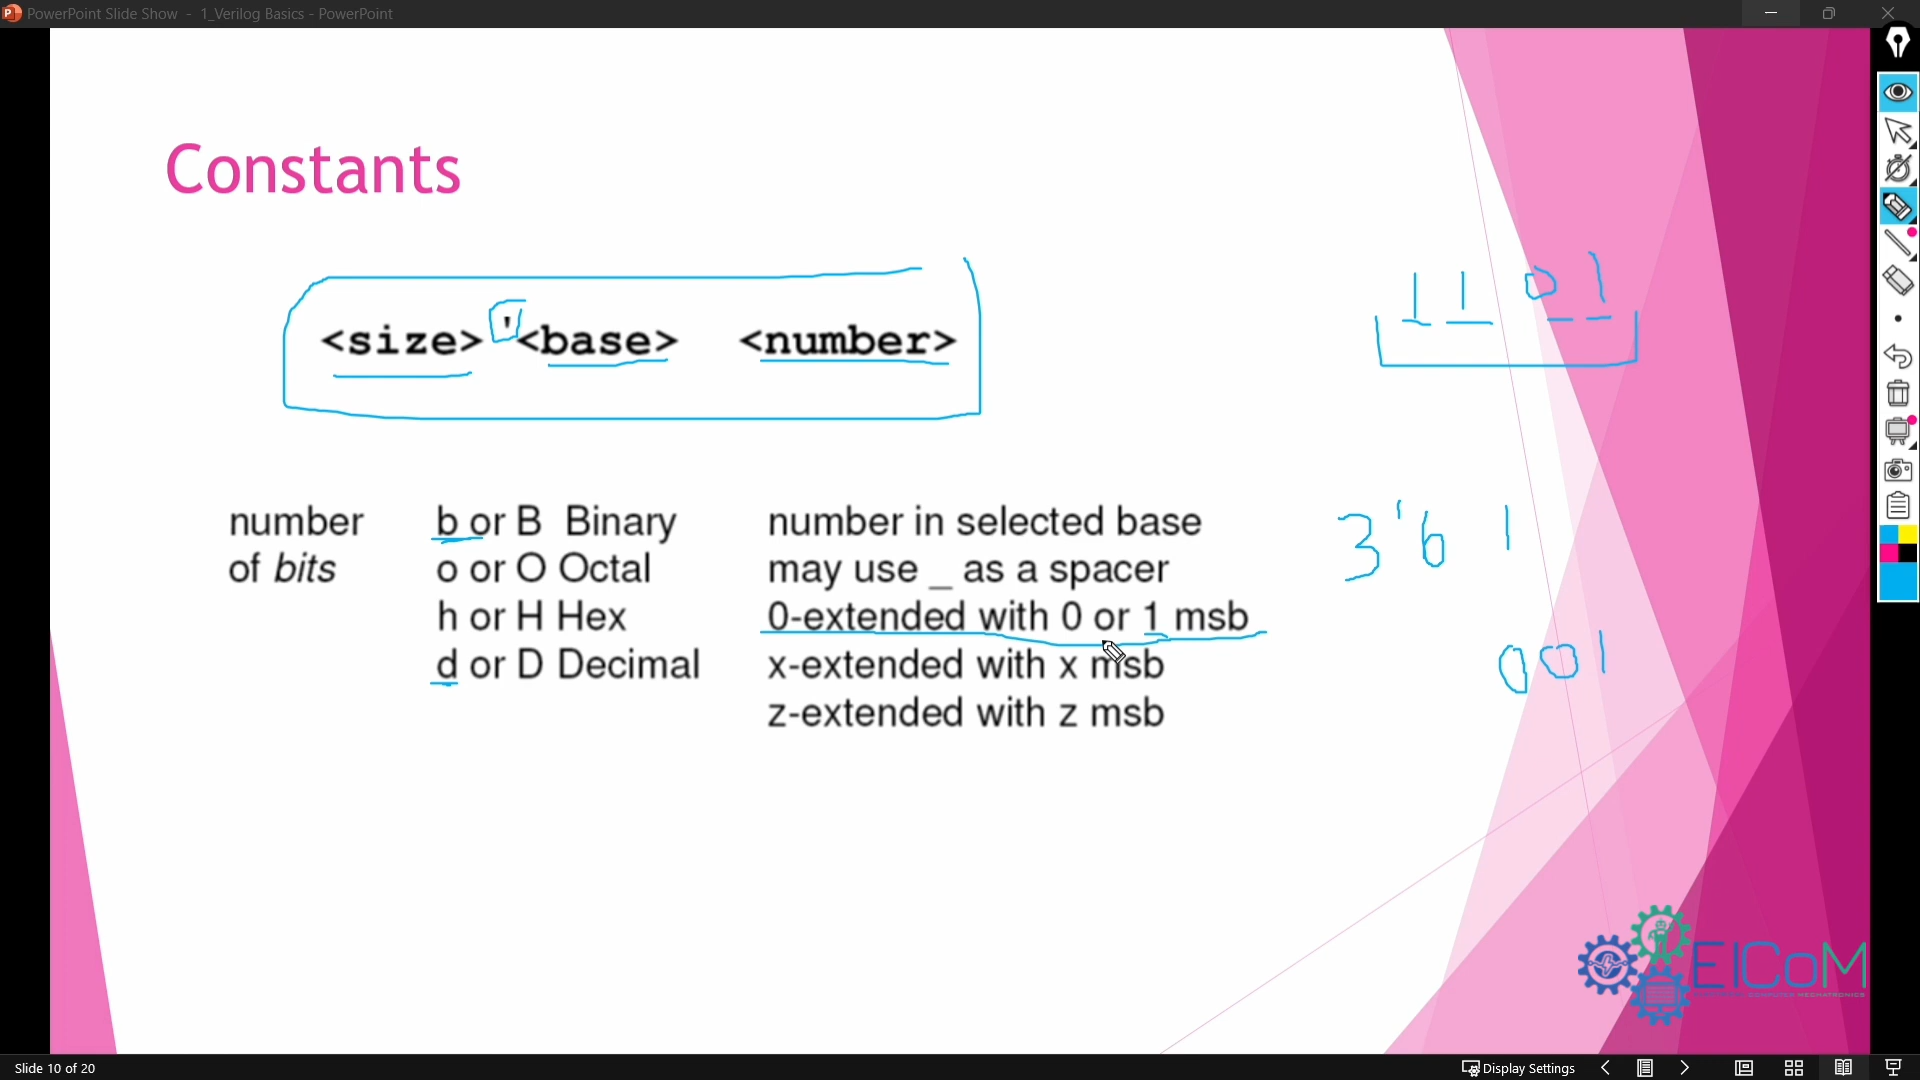 PowerPoint Slide Show - 1_Verilog Basics - PowerPoint
Constants
<size> '<base> <number>
11 01
number of bits
b or B Binary
o or O Octal
h or H Hex
d or D Decimal
number in selected base
may use _ as a spacer
0-extended with 0 or 1 msb
x-extended with x msb
z-extended with z msb
3'b 1
001
EICoM
Slide 10 of 20
Display Settings